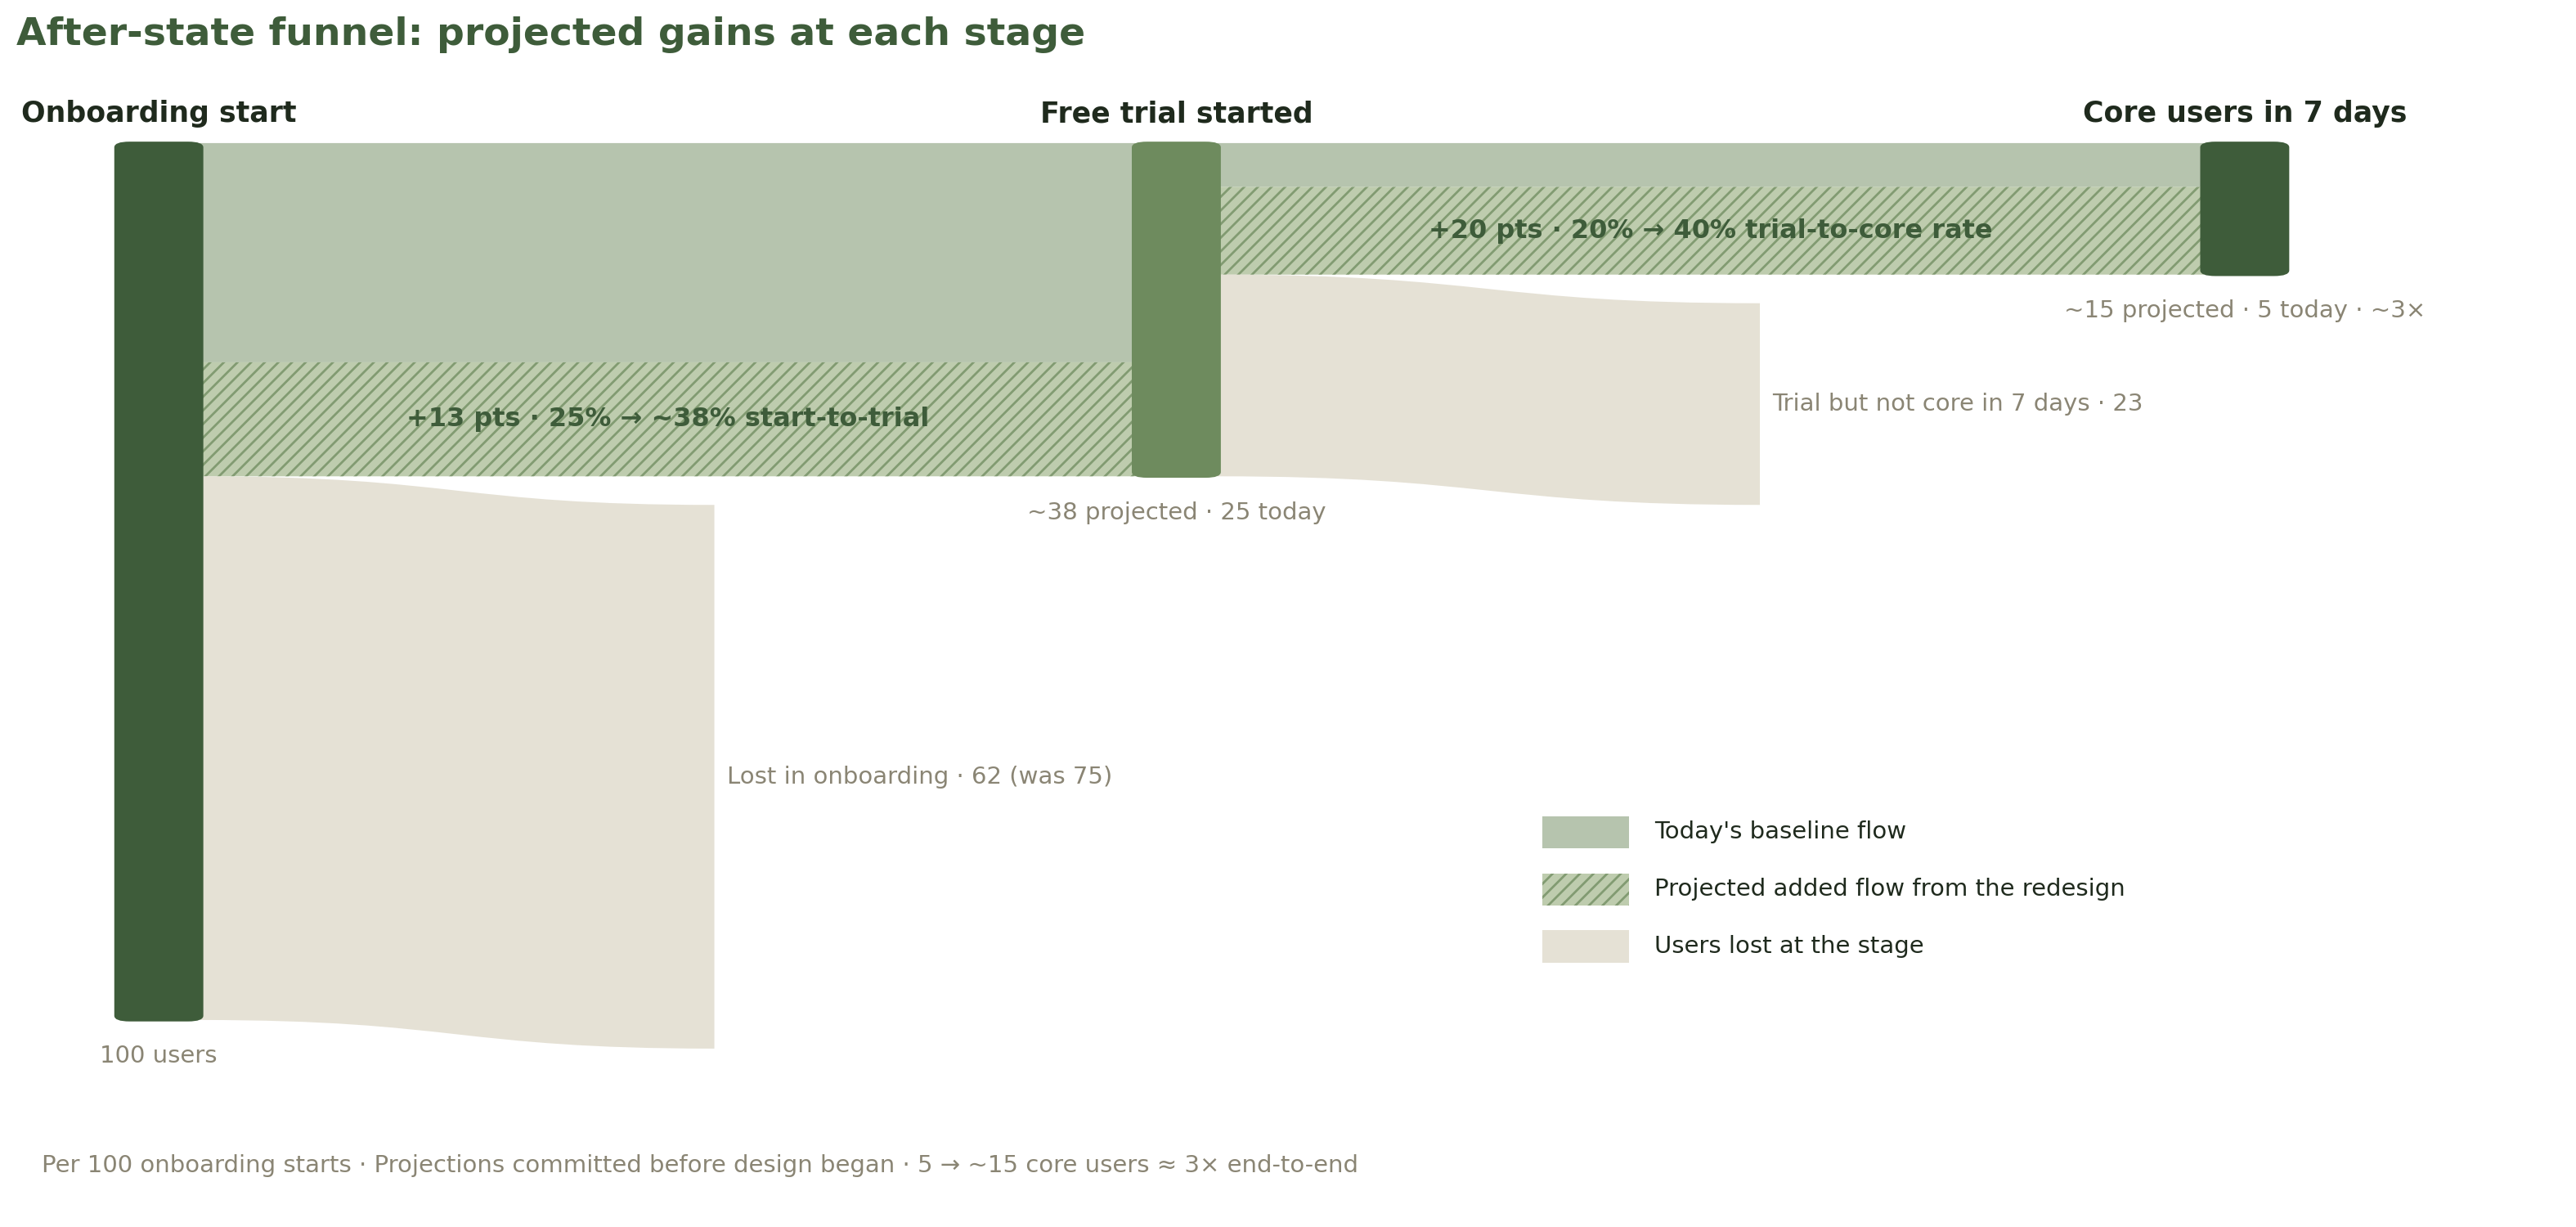 After-state funnel: projected gains at each stage
Onboarding start
Free trial started
Core users in 7 days
+20 pts · 20% → 40% trial-to-core rate
~15 projected · 5 today · ~3×
Trial but not core in 7 days · 23
+13 pts · 25% → ~38% start-to-trial
~38 projected · 25 today
Lost in onboarding · 62 (was 75)
Today's baseline flow
Projected added flow from the redesign
Users lost at the stage
100 users
Per 100 onboarding starts · Projections committed before design began · 5 → ~15 core users ≈ 3× end-to-end